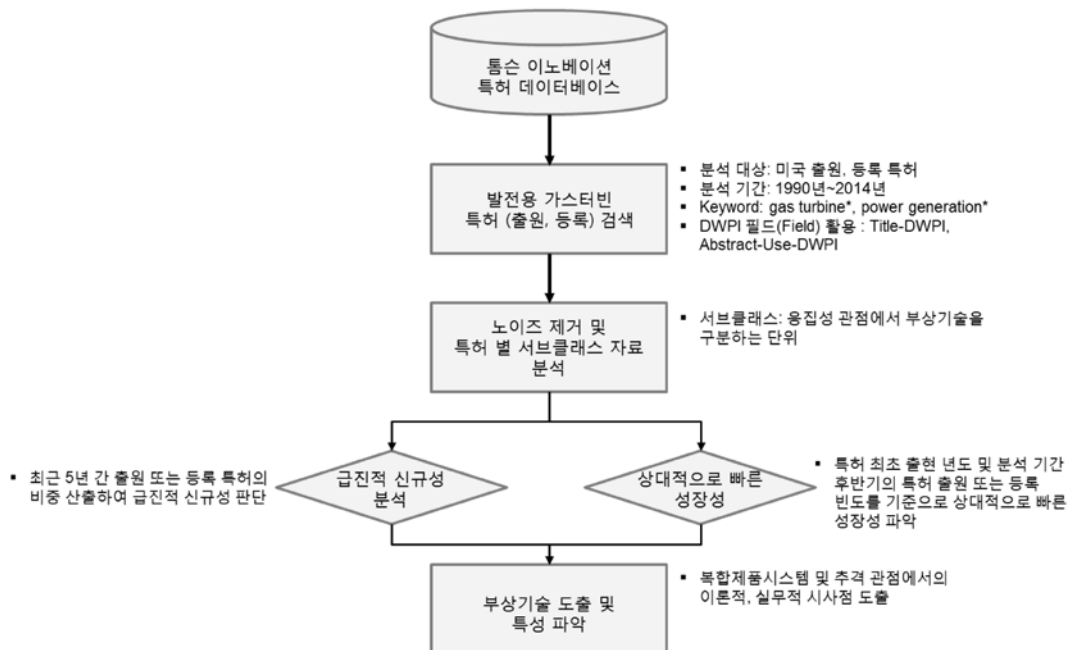 톰슨 이노베이션
특허 데이터베이스
발전용 가스터빈
특허 (출원, 등록) 검색
▪ 분석 대상: 미국 출원, 등록 특허
▪ 분석 기간: 1990년~2014년
▪ Keyword: gas turbine*, power generation*
▪ DWPI 필드(Field) 활용 : Title-DWPI,
Abstract-Use-DWPI
노이즈 제거 및
특허 별 서브클래스 자료
분석
▪ 서브클래스: 응집성 관점에서 부상기술을
구분하는 단위
▪ 최근 5년 간 출원 또는 등록 특허의
비중 산출하여 급진적 신규성 판단
급진적 신규성
분석
상대적으로 빠른
성장성
▪ 특허 최초 출현 년도 및 분석 기간
후반기의 특허 출원 또는 등록
빈도를 기준으로 상대적으로 빠른
성장성 파악
부상기술 도출 및
특성 파악
▪ 복합제품시스템 및 추격 관점에서의
이론적, 실무적 시사점 도출